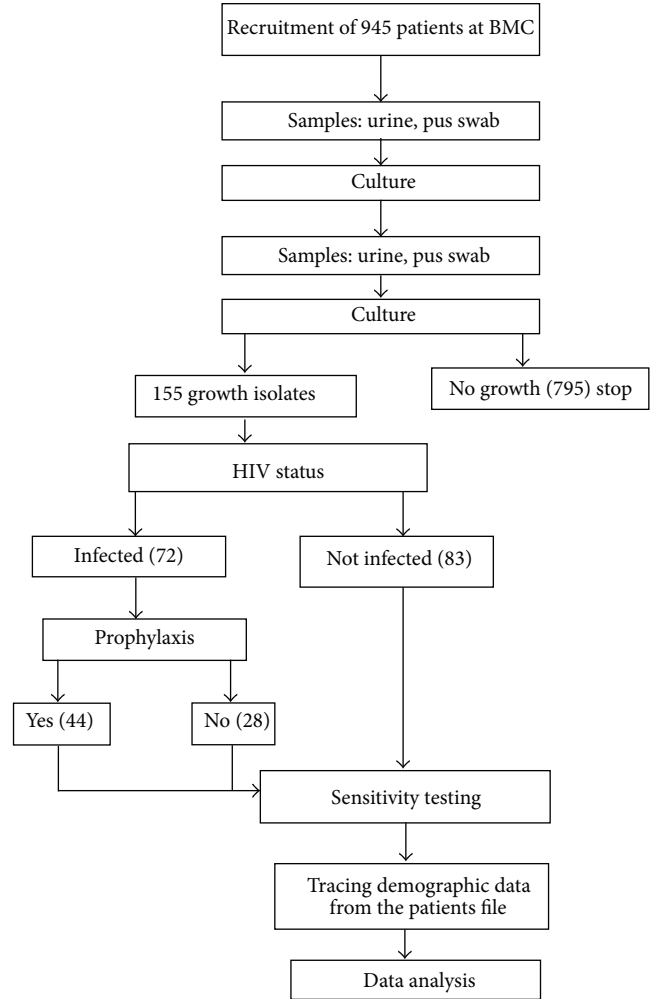 Recruitment of 945 patients at BMC
Samples: urine, pus swab
Culture
Samples: urine, pus swab
Culture
155 growth isolates
No growth (795) stop
HIV status
Infected (72)
Not infected (83)
Prophylaxis
Yes (44)
No (28)
Sensitivity testing
Tracing demographic data
from the patients file
Data analysis